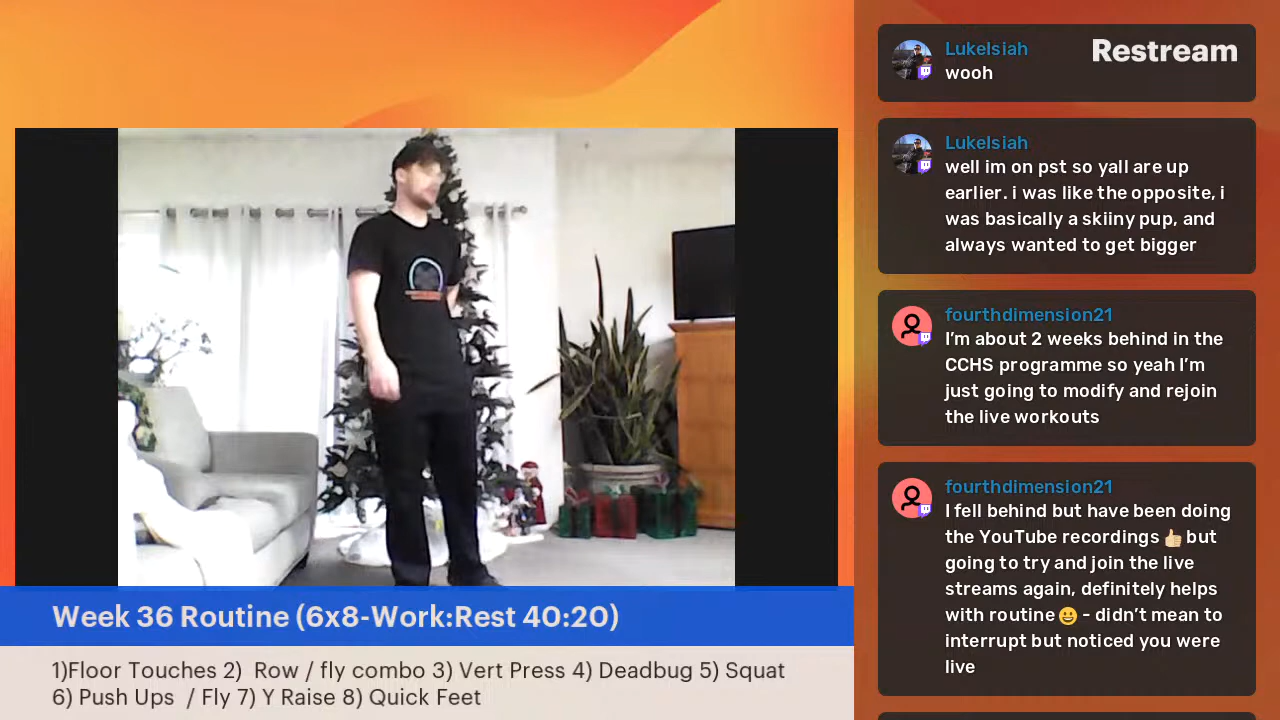 Restream
LukeIsiah
wooh
LukeIsiah
well im on pst so yall are up
earlier. i was like the opposite, i
was basically a skiiny pup, and
always wanted to get bigger
fourthdimension21
I’m about 2 weeks behind in the
CCHS programme so yeah I’m
just going to modify and rejoin
the live workouts
fourthdimension21
I fell behind but have been doing
the YouTube recordings 👍🏼 but
going to try and join the live
streams again, definitely helps
with routine 😀 - didn’t mean to
interrupt but noticed you were
live
Week 36 Routine (6x8-Work:Rest 40:20)
1)Floor Touches 2)  Row / fly combo 3) Vert Press 4) Deadbug 5) Squat
6) Push Ups  / Fly 7) Y Raise 8) Quick Feet